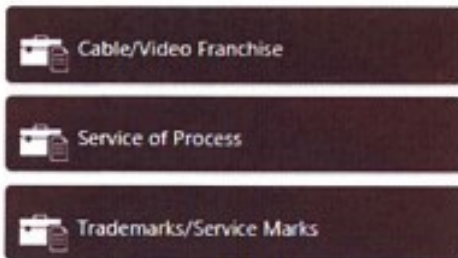 Cable/Video Franchise
Service of Process
Trademarks/Service Marks